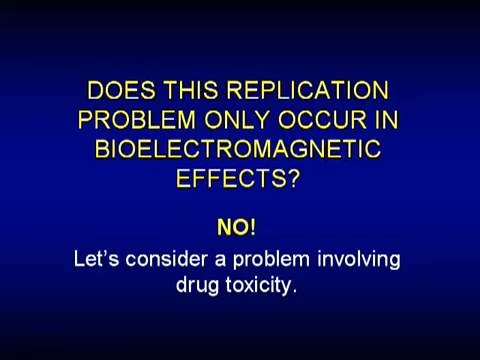 DOES THIS REPLICATION
PROBLEM ONLY OCCUR IN
BIOELECTROMAGNETIC
EFFECTS?
NO!
Let's consider a problem involving
drug toxicity.